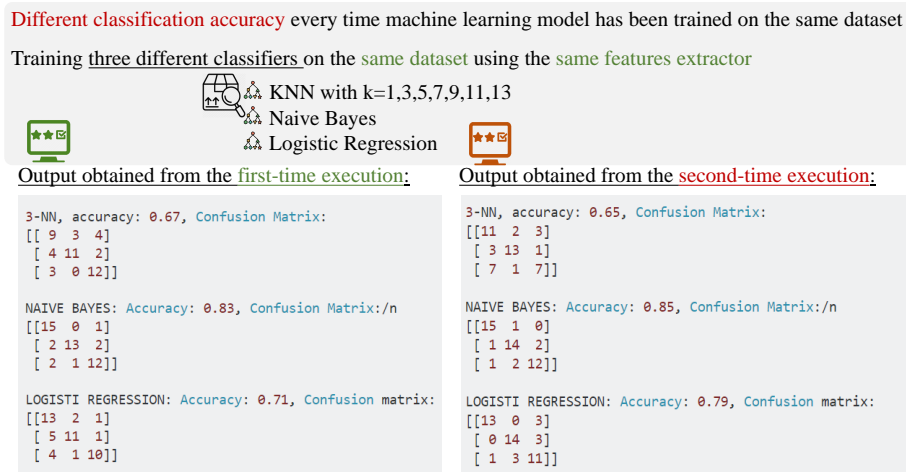 Different classification accuracy every time machine learning model has been trained on the same dataset
Training three different classifiers on the same dataset using the same features extractor
KNN with k=1,3,5,7,9,11,13
Naive Bayes
Logistic Regression
Output obtained from the first-time execution:
3-NN, accuracy: 0.67, Confusion Matrix:
[[ 9  3  4]
 [ 4 11  2]
 [ 3  0 12]]
NAIVE BAYES: Accuracy: 0.83, Confusion Matrix:/n
[[15  0  1]
 [ 2 13  2]
 [ 2  1 12]]
LOGISTI REGRESSION: Accuracy: 0.71, Confusion matrix:
[[13  2  1]
 [ 5 11  1]
 [ 4  1 10]]
Output obtained from the second-time execution:
3-NN, accuracy: 0.65, Confusion Matrix:
[[11  2  3]
 [ 3 13  1]
 [ 7  1  7]]
NAIVE BAYES: Accuracy: 0.85, Confusion Matrix:/n
[[15  1  0]
 [ 1 14  2]
 [ 1  2 12]]
LOGISTI REGRESSION: Accuracy: 0.79, Confusion matrix:
[[13  0  3]
 [ 0 14  3]
 [ 1  3 11]]